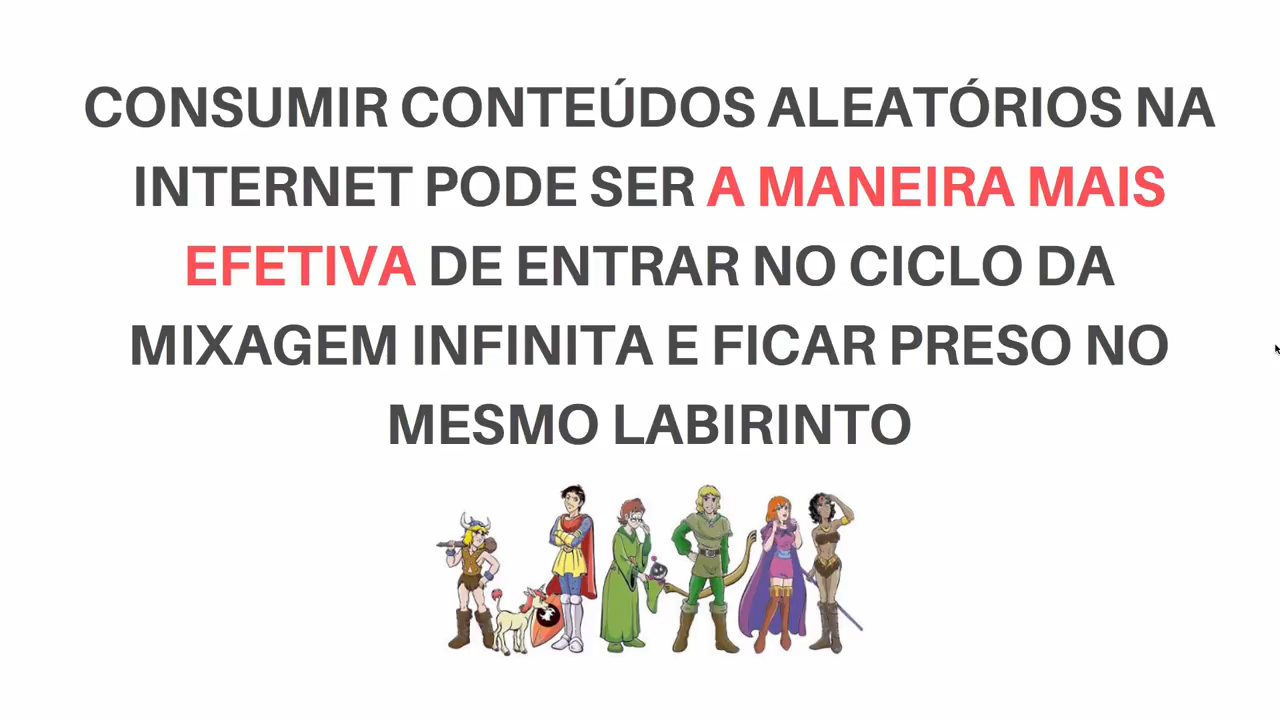 CONSUMIR CONTEÚDOS ALEATÓRIOS NA
INTERNET PODE SER A MANEIRA MAIS
EFETIVA DE ENTRAR NO CICLO DA
MIXAGEM INFINITA E FICAR PRESO NO
MESMO LABIRINTO